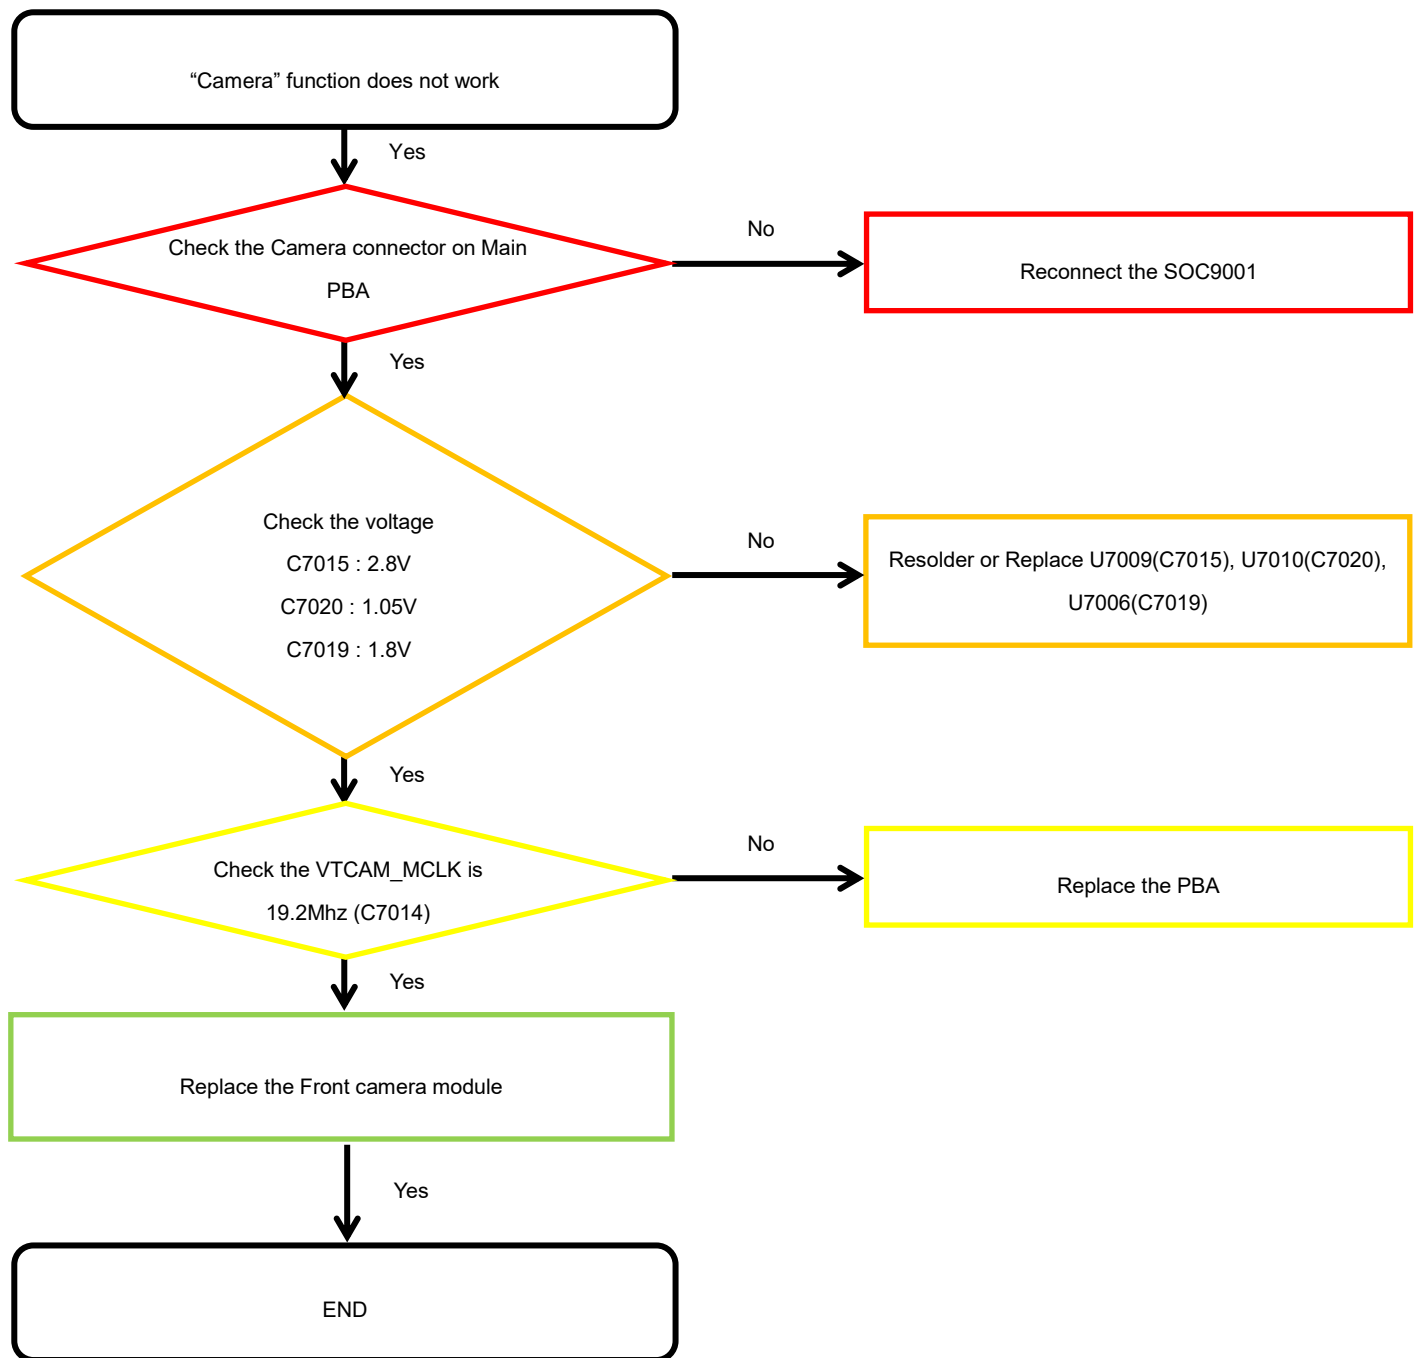 “Camera” function does not work
Yes
Check the Camera connector on Main
PBA
No
Reconnect the SOC9001
Yes
Check the voltage
C7015 : 2.8V
C7020 : 1.05V
C7019 : 1.8V
No
Resolder or Replace U7009(C7015), U7010(C7020),
U7006(C7019)
Yes
Check the VTCAM_MCLK is
19.2Mhz (C7014)
No
Replace the PBA
Yes
Replace the Front camera module
Yes
END